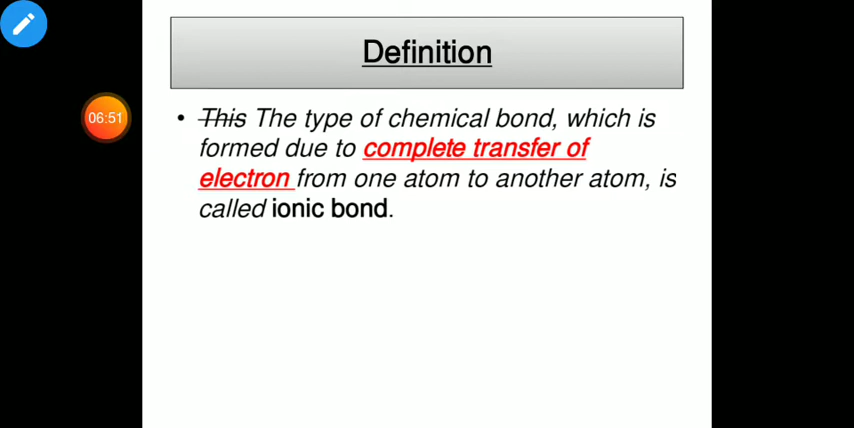 Definition
06:51
• This The type of chemical bond, which is
formed due to complete transfer of
electron from one atom to another atom, is
called ionic bond.